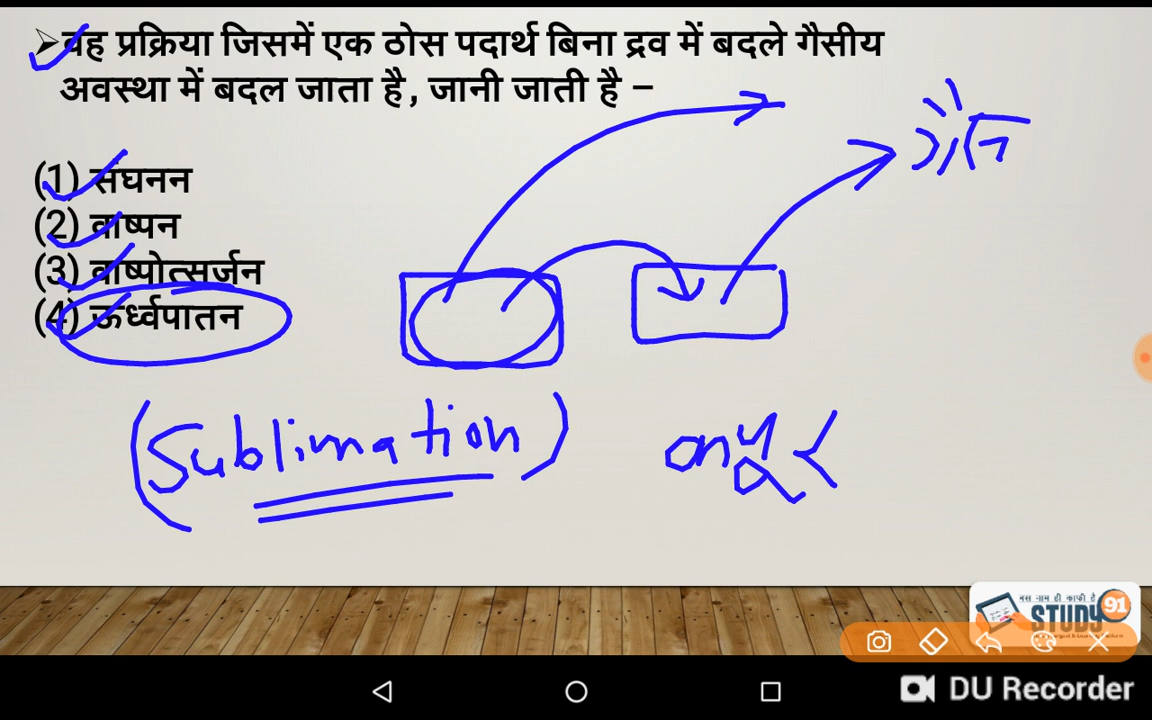 ➢वह प्रक्रिया जिसमें एक ठोस पदार्थ बिना द्रव में बदले गैसीय
अवस्था में बदल जाता है, जानी जाती है –
(1) संघनन
(2) वाष्पन
(3) वाष्पोत्सर्जन
(4) ऊर्ध्वपातन
(Sublimation)
STUDY 91
DU Recorder